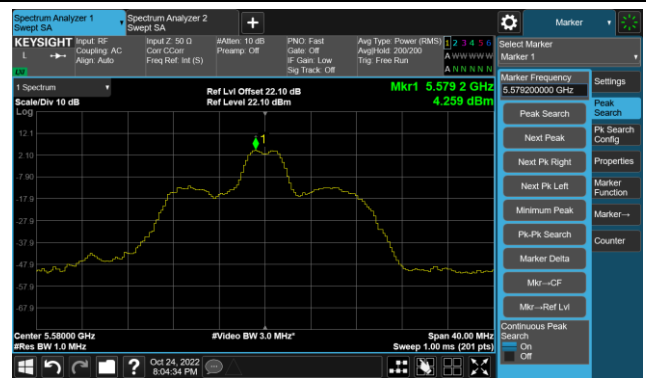 Spectrum Analyzer 1
Swept SA
Spectrum Analyzer 2
Swept SA
+
Marker
KEYSIGHT
L
Input: RF
Coupling: AC
Align: Auto
Input Z: 50 Ω
Corr CCorr
Freq Ref: Int (S)
#Atten: 10 dB
Preamp: Off
PNO: Fast
Gate: Off
IF Gain: Low
Sig Track: Off
Avg Type: Power (RMS)
Avg|Hold: 200/200
Trig: Free Run
1 2 3 4 5 6
A W W W W W
A N N N N N
Select Marker
Marker 1
1 Spectrum
Scale/Div 10 dB
Log
Ref Lvl Offset 22.10 dB
Ref Level 22.10 dBm
Mkr1 5.579 2 GHz
4.259 dBm
12.1
2.10
-7.90
-17.9
-27.9
-37.9
-47.9
-57.9
-67.9
1
Center 5.58000 GHz
#Res BW 1.0 MHz
#Video BW 3.0 MHz*
Span 40.00 MHz
Sweep 1.00 ms (201 pts)
Marker Frequency
5.579200000 GHz
Peak Search
Next Peak
Next Pk Right
Next Pk Left
Minimum Peak
Pk-Pk Search
Marker Delta
Mkr→CF
Mkr→Ref Lvl
Continuous Peak
Search
On
Off
Settings
Peak
Search
Pk Search
Config
Properties
Marker
Function
Marker→
Counter
?
Oct 24, 2022
8:04:34 PM